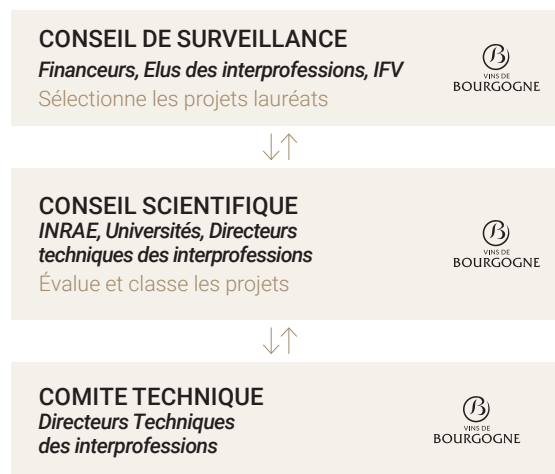 CONSEIL DE SURVEILLANCE
Financeurs, Elus des interprofessions, IFV
Sélectionne les projets lauréats
B
VINS DE
BOURGOGNE
CONSEIL SCIENTIFIQUE
INRAE, Universités, Directeurs
techniques des interprofessions
Évalue et classe les projets
B
VINS DE
BOURGOGNE
COMITE TECHNIQUE
Directeurs Techniques
des interprofessions
B
VINS DE
BOURGOGNE